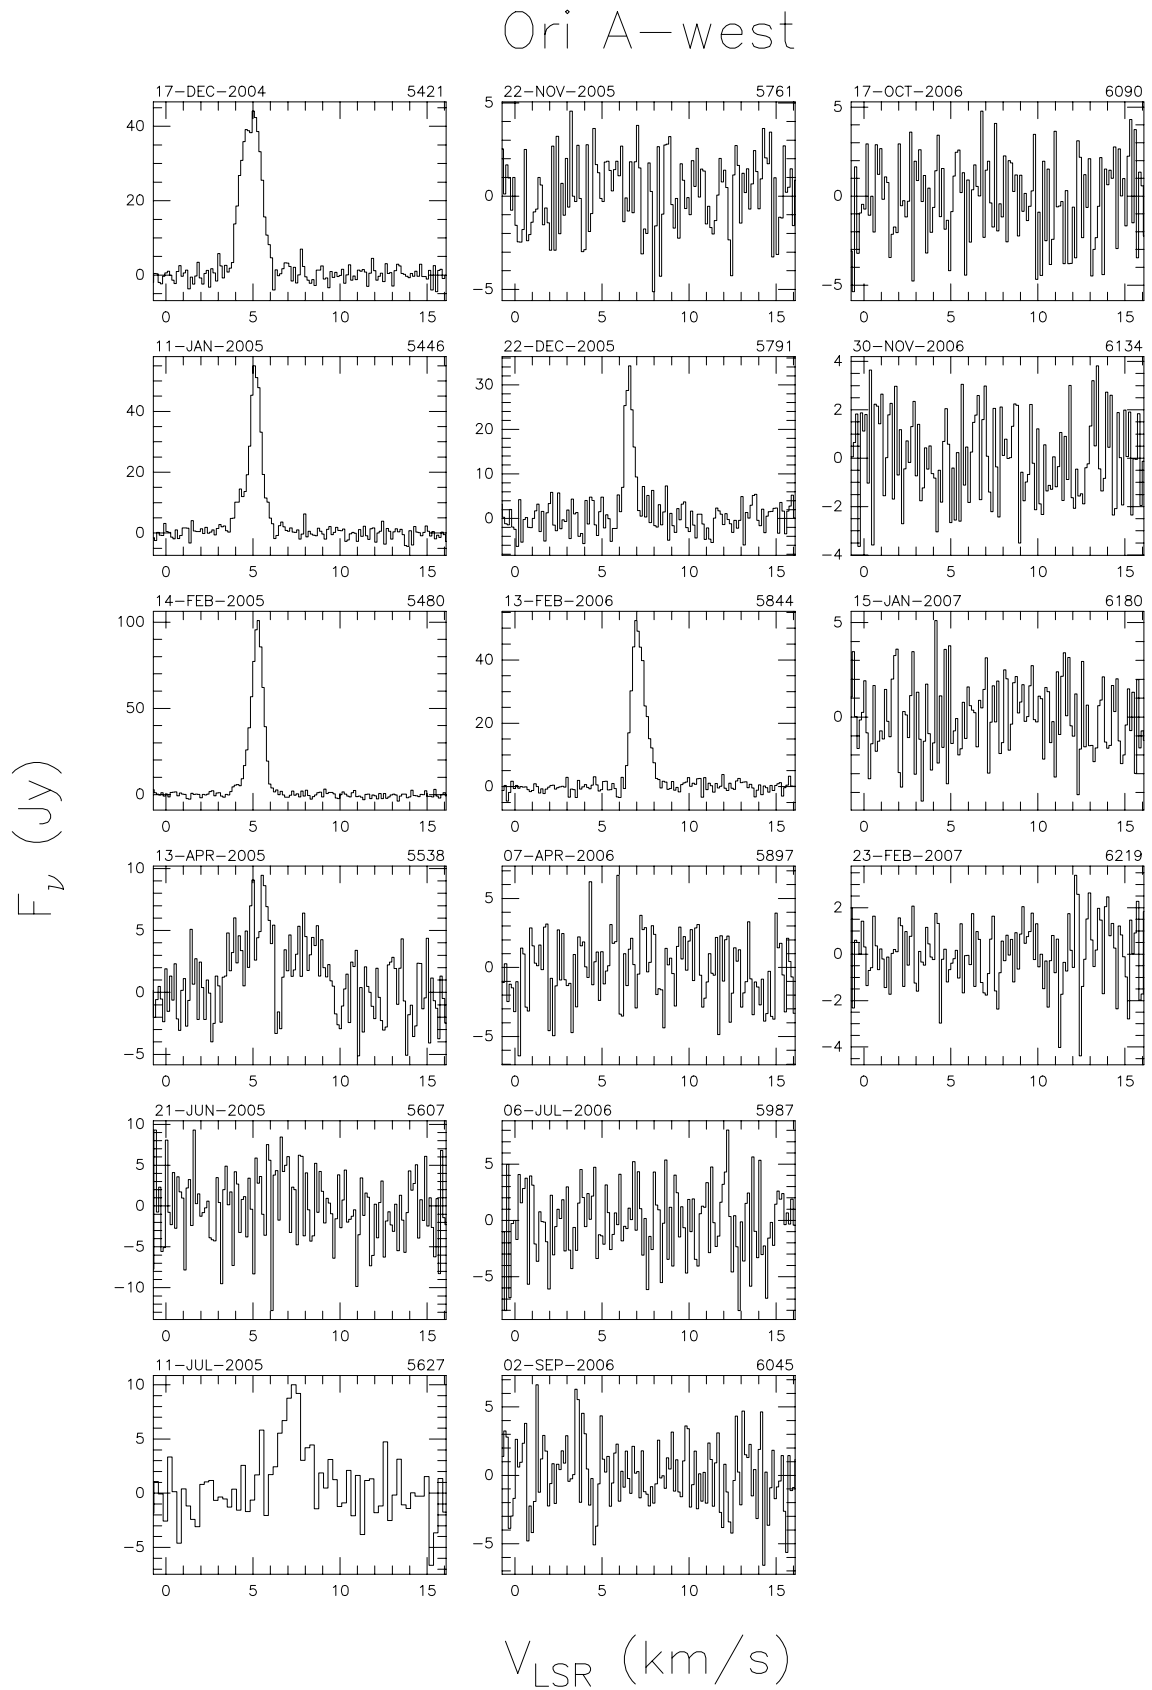 Ori A-west
17-DEC-2004 5421
40
20
0
0 5 10 15
11-JAN-2005 5446
40
20
0
0 5 10 15
14-FEB-2005 5480
100
50
0
0 5 10 15
13-APR-2005 5538
10
5
0
-5
0 5 10 15
21-JUN-2005 5607
10
5
0
-5
-10
0 5 10 15
11-JUL-2005 5627
10
5
0
-5
0 5 10 15
22-NOV-2005 5761
5
0
-5
0 5 10 15
22-DEC-2005 5791
30
20
10
0
0 5 10 15
13-FEB-2006 5844
40
20
0
0 5 10 15
07-APR-2006 5897
5
0
-5
0 5 10 15
06-JUL-2006 5987
5
0
-5
0 5 10 15
02-SEP-2006 6045
5
0
-5
0 5 10 15
17-OCT-2006 6090
5
0
-5
0 5 10 15
30-NOV-2006 6134
4
2
0
-2
-4
0 5 10 15
15-JAN-2007 6180
5
0
0 5 10 15
23-FEB-2007 6219
2
0
-2
-4
0 5 10 15
Fν (Jy)
VLSR (km/s)